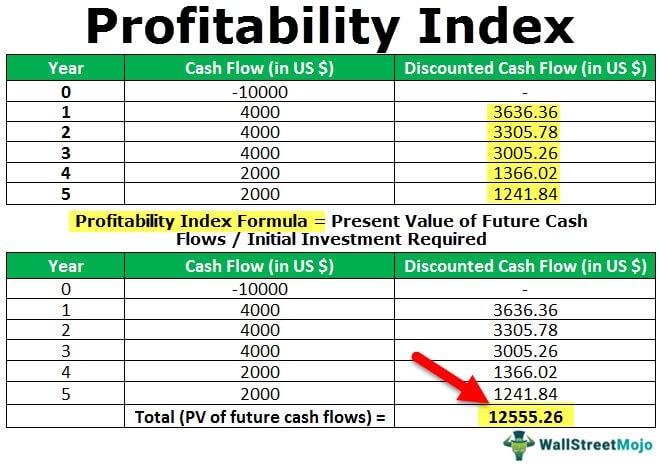 Profitability Index
Year Cash Flow (in US $) Discounted Cash Flow (in US $)
0 -10000 -
1 4000 3636.36
2 4000 3305.78
3 4000 3005.26
4 2000 1366.02
5 2000 1241.84
Profitability Index Formula = Present Value of Future Cash
Flows / Initial Investment Required
Year Cash Flow (in US $) Discounted Cash Flow (in US $)
0 -10000 -
1 4000 3636.36
2 4000 3305.78
3 4000 3005.26
4 2000 1366.02
5 2000 1241.84
Total (PV of future cash flows) = 12555.26
WallStreetMojo